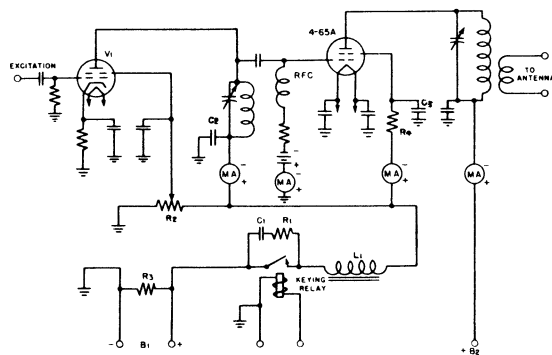 V1
4-65A
EXCITATION
RFC
TO
ANTENNA
C2
C3
R4
- 
+
MA
-
+
MA
+
-
+
MA
-
+
MA
-
+
R2
C1
R1
L1
R3
KEYING
RELAY
- B1 +
+ B2